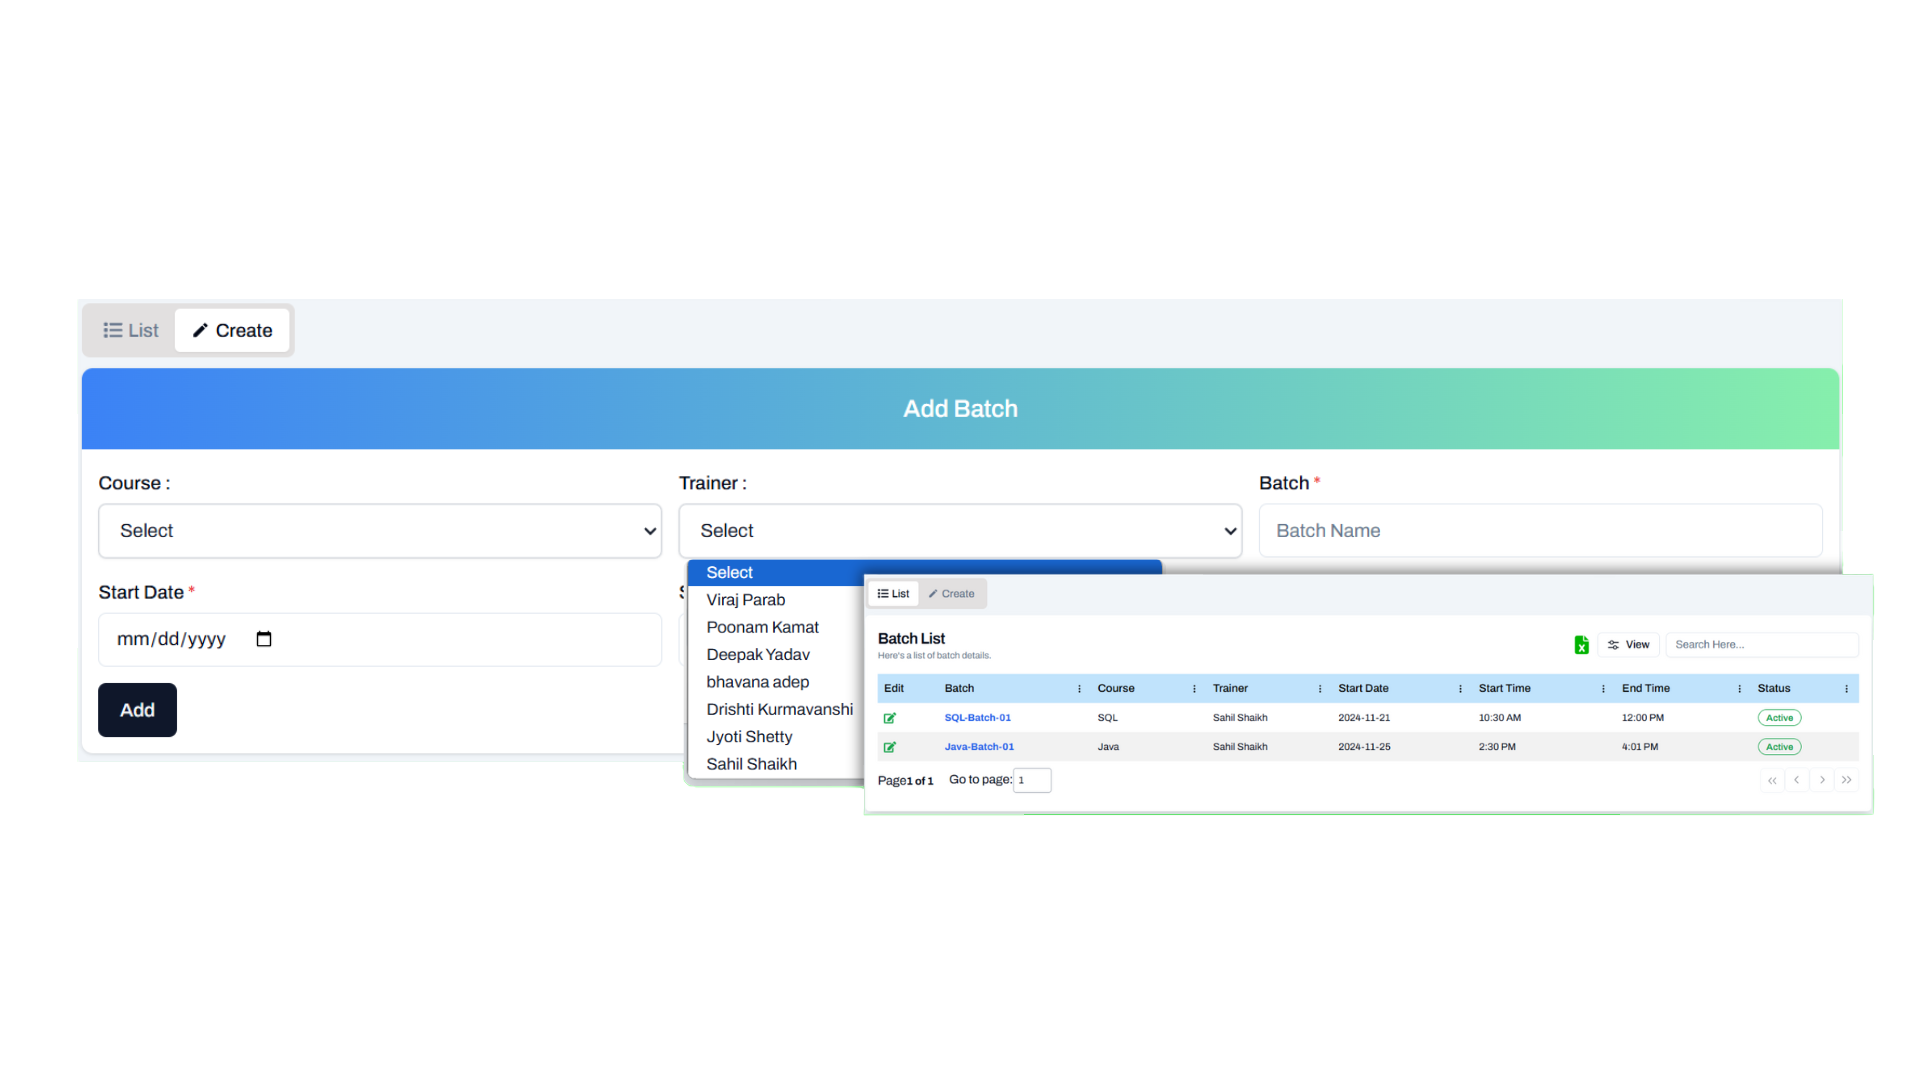 List Create
Add Batch
Course : Trainer : Batch *
Select Select Batch Name
Start Date *
mm/dd/yyyy
Add
Select
Viraj Parab
Poonam Kamat
Deepak Yadav
bhavana adep
Drishti Kurmavanshi
Jyoti Shetty
Sahil Shaikh
List Create
Batch List
Here's a list of batch details.
View Search Here...
Edit Batch Course Trainer Start Date Start Time End Time Status
SQL-Batch-01 SQL Sahil Shaikh 2024-11-21 10:30 AM 12:00 PM Active
Java-Batch-01 Java Sahil Shaikh 2024-11-25 2:30 PM 4:01 PM Active
Page1 of 1 Go to page: 1